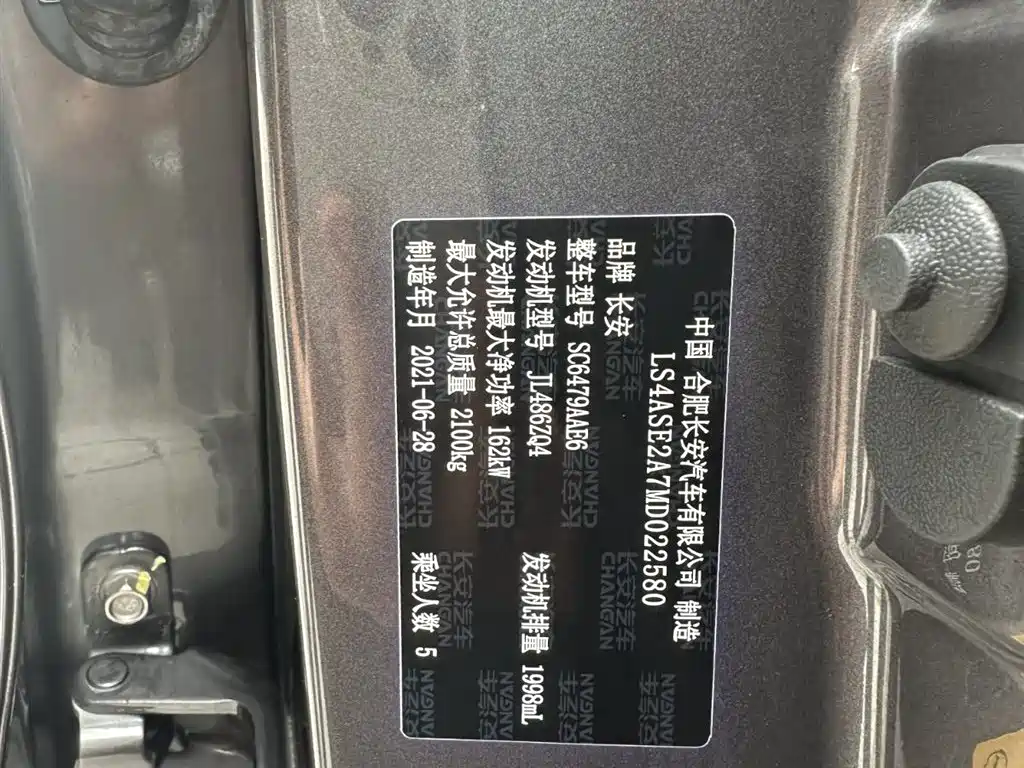 中国 合肥长安汽车有限公司 制造
LS4ASE2A7MD022580
品牌 长安
整车型号 SC6479AAB6
发动机型号 JL486ZQ4 发动机排量 1998mL
发动机最大净功率 162kW
最大允许总质量 2100kg
制造年月 2021-06-28 乘坐人数 5